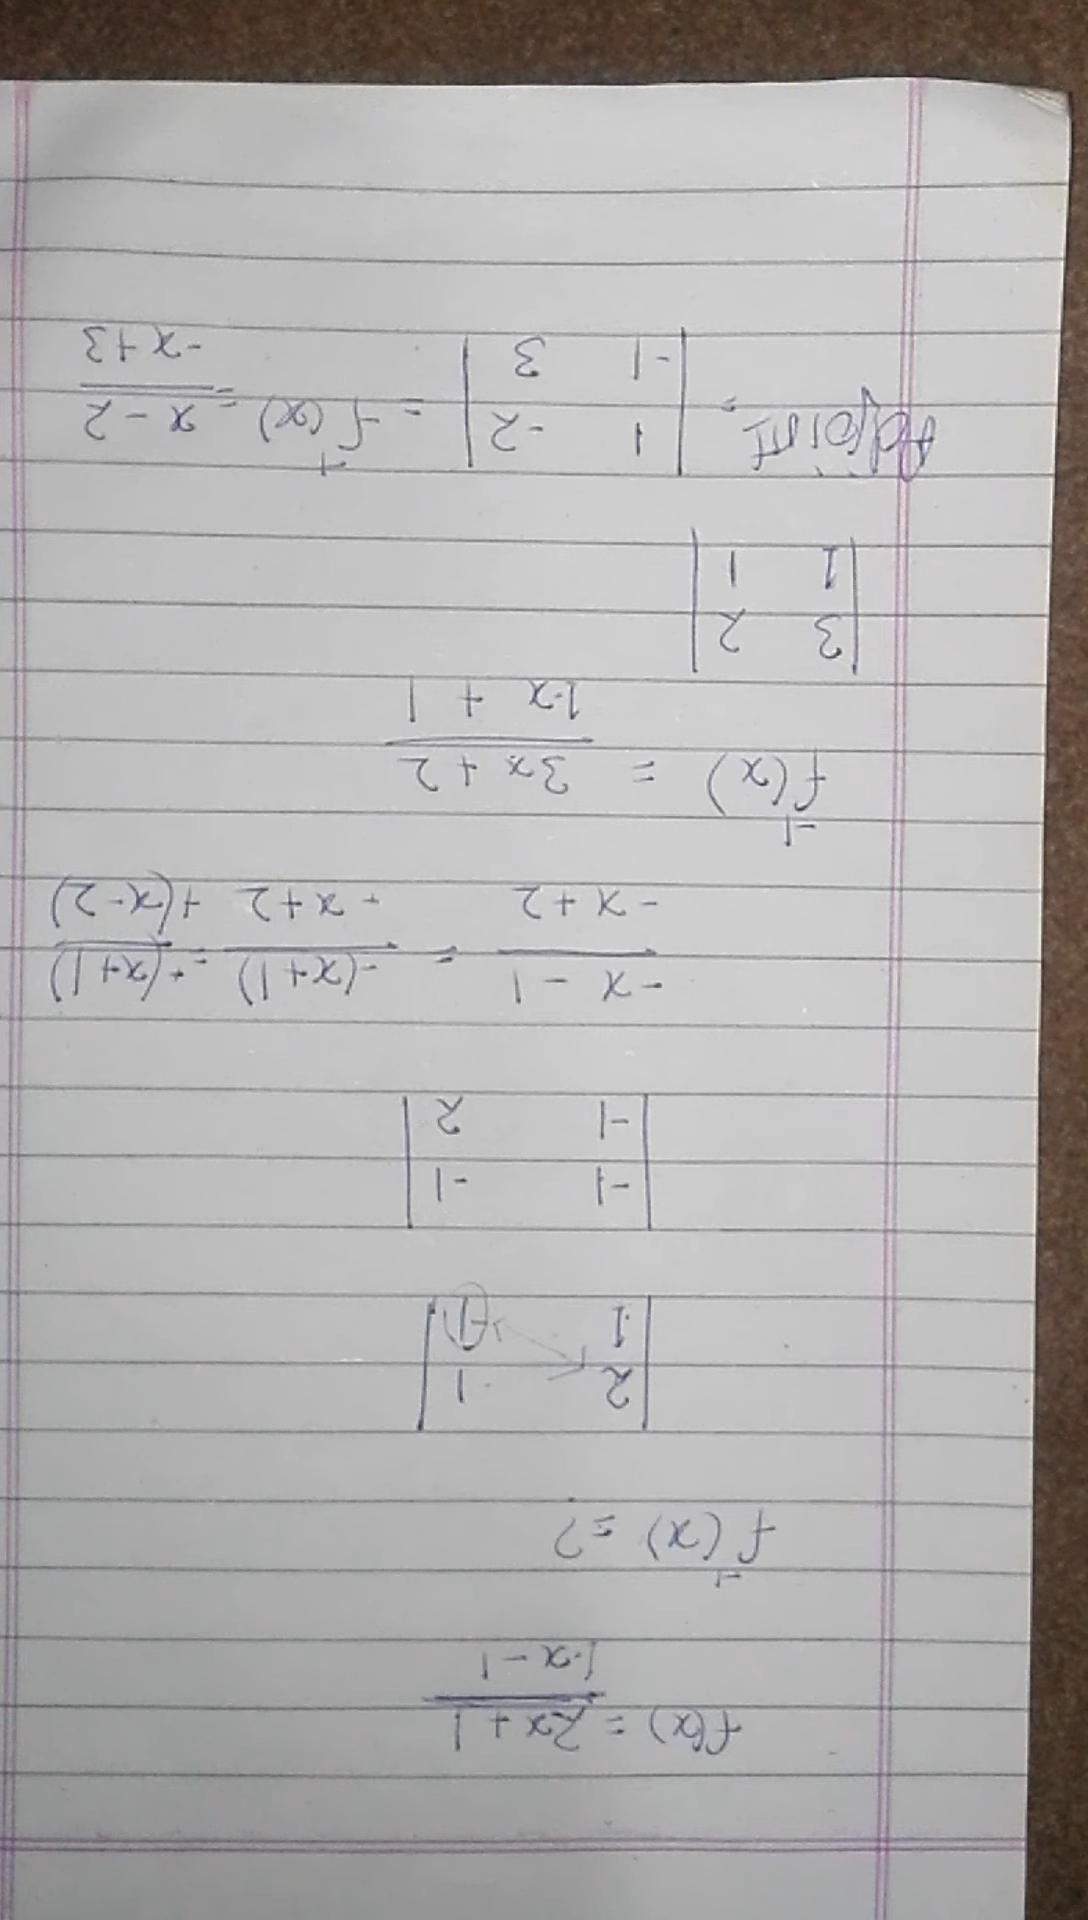 f(x) = 2x + 1
1.x - 1
f⁻¹(x) = ?
| 2 1 |
| 1 -1 |
| -1 -1 |
| -1 2 |
-x - 1 = -(x+1) = +(x+1)
-x + 2 -x+2 +(x-2)
f⁻¹(x) = 3x + 2
1.x + 1
| 3 2 |
| 1 1 |
Adjoint = | 1 -2 | = f⁻¹(x) = x - 2
| -1 3 | -x + 3